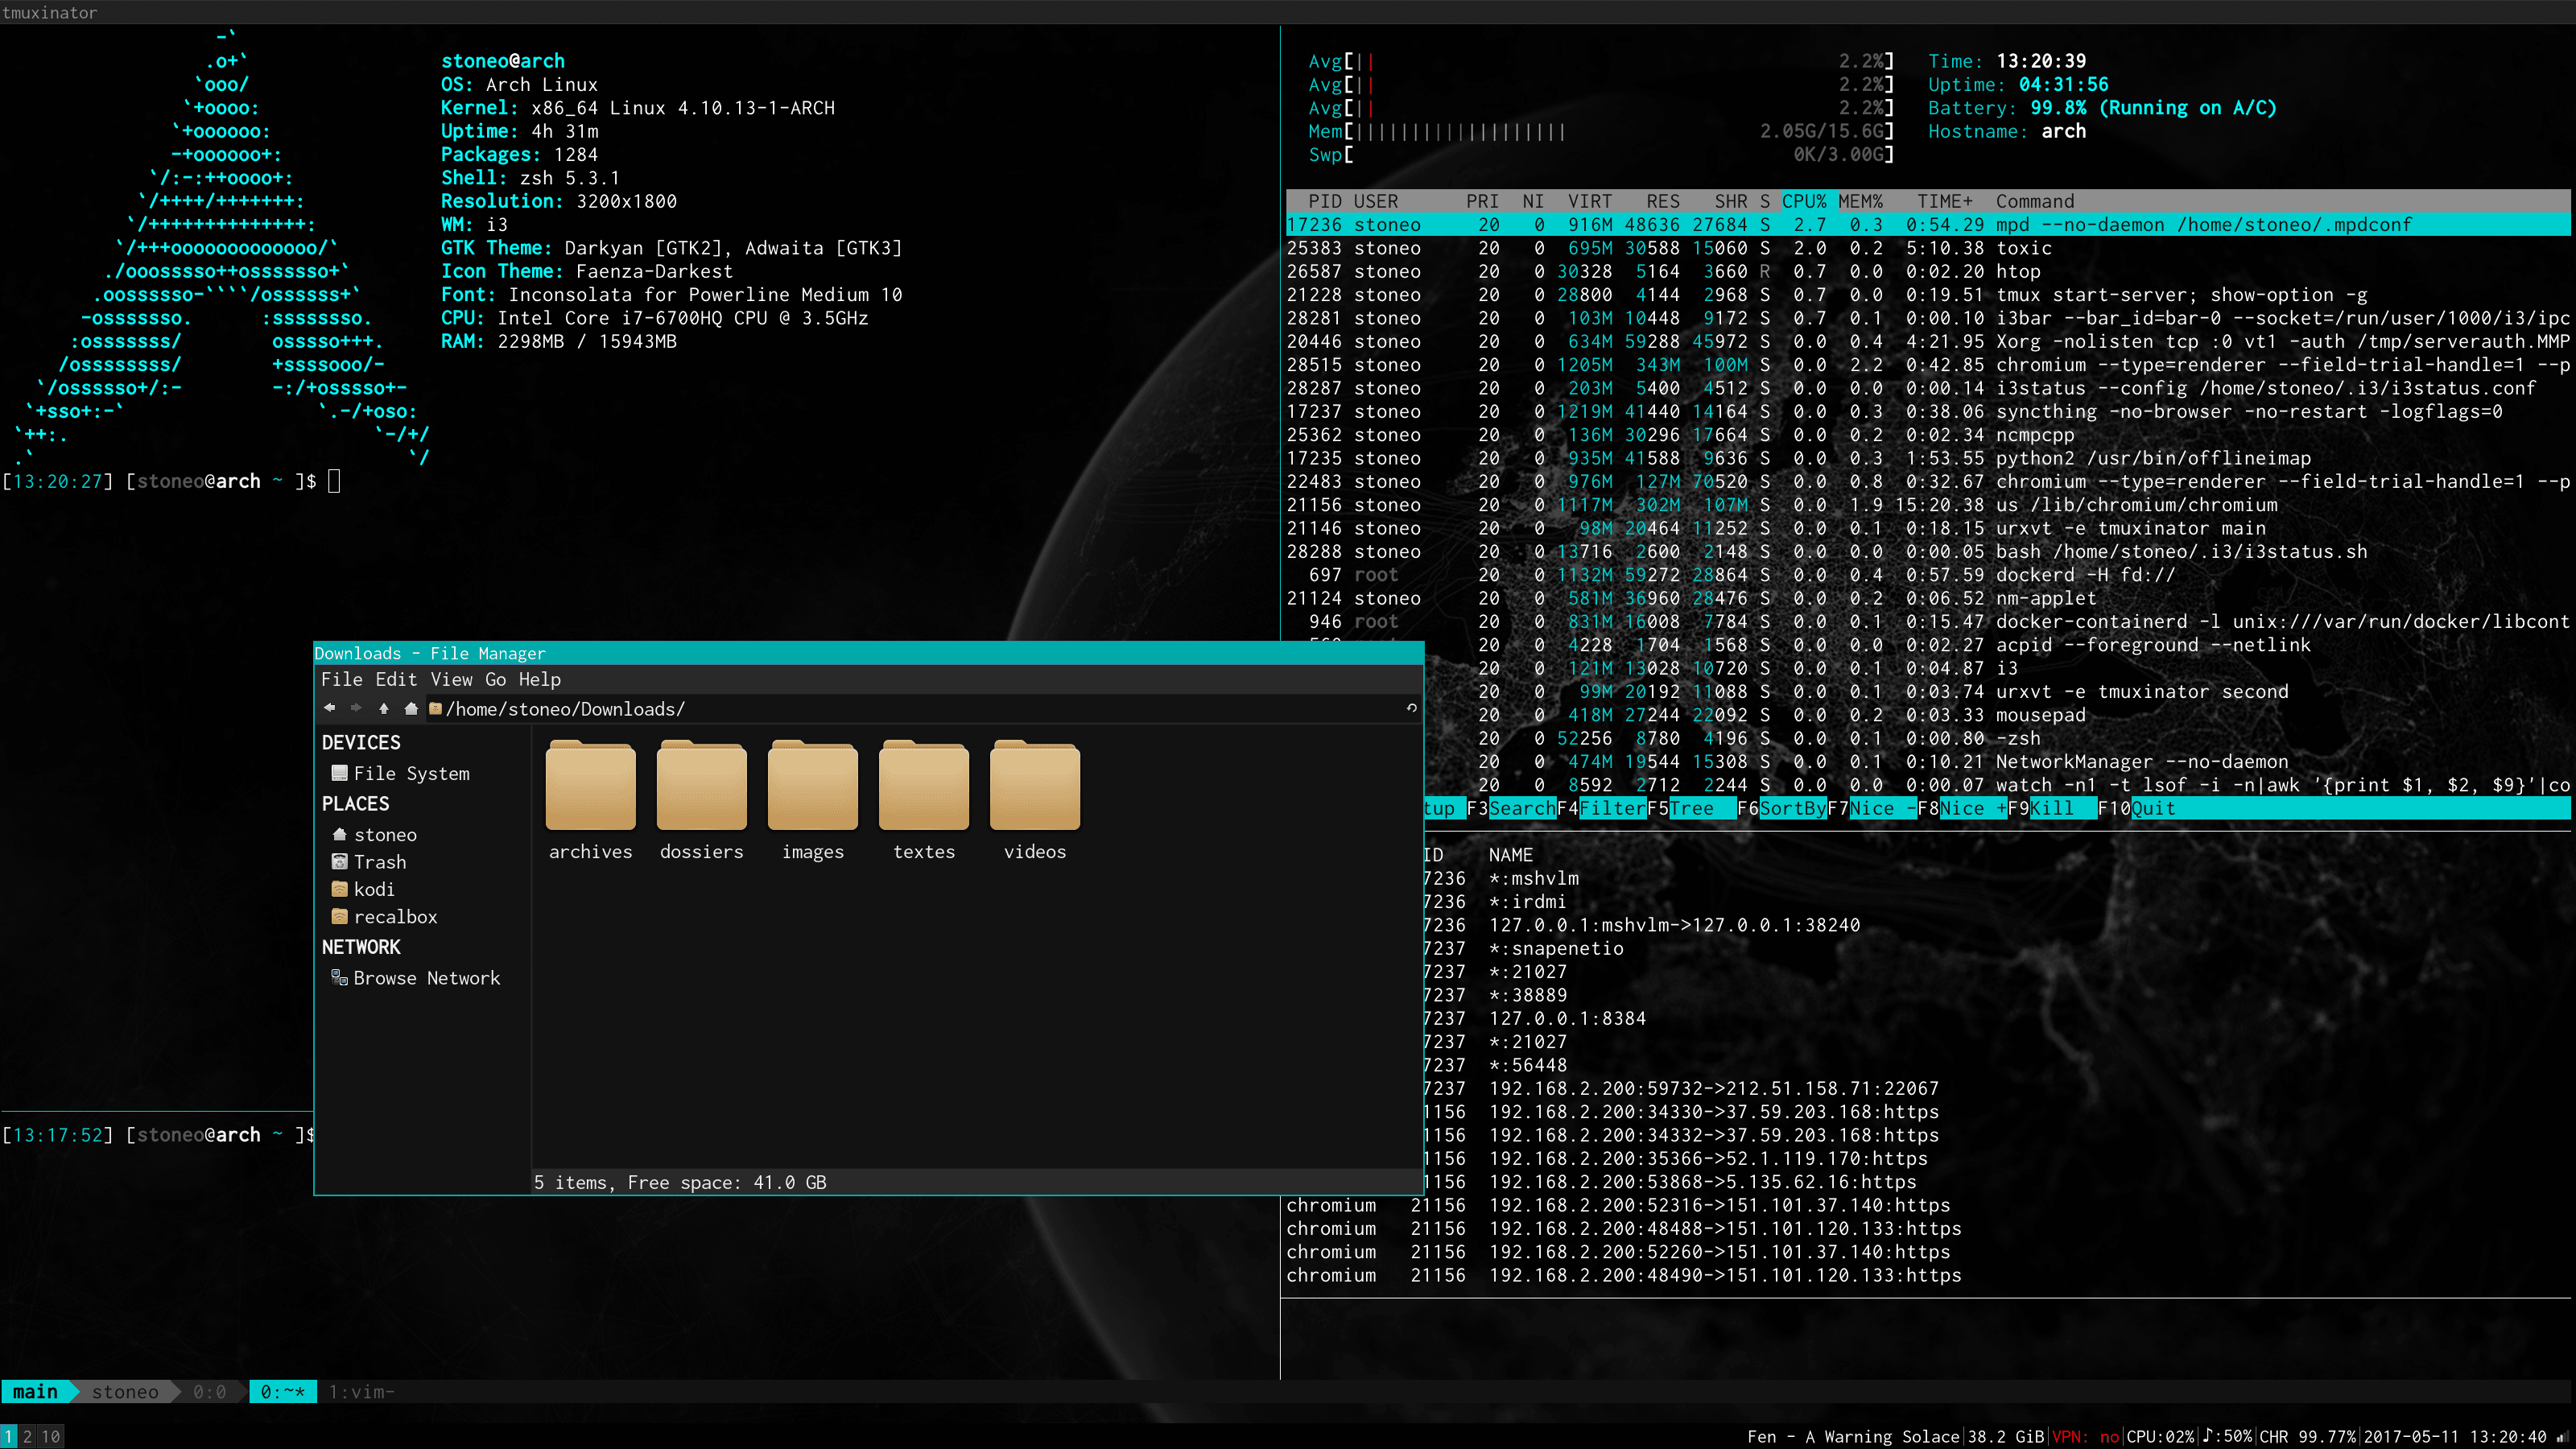 tmuxinator
stoneo@arch
OS: Arch Linux
Kernel: x86_64 Linux 4.10.13-1-ARCH
Uptime: 4h 31m
Packages: 1284
Shell: zsh 5.3.1
Resolution: 3200x1800
WM: i3
GTK Theme: Darkyan [GTK2], Adwaita [GTK3]
Icon Theme: Faenza-Darkest
Font: Inconsolata for Powerline Medium 10
CPU: Intel Core i7-6700HQ CPU @ 3.5GHz
RAM: 2298MB / 15943MB
[13:20:27] [stoneo@arch ~ ]$
Avg[|| 2.2%]
Avg[|| 2.2%]
Avg[|| 2.2%]
Mem[||||||||||||||||||| 2.05G/15.6G]
Swp[ 0K/3.00G]
Time: 13:20:39
Uptime: 04:31:56
Battery: 99.8% (Running on A/C)
Hostname: arch
PID USER PRI NI VIRT RES SHR S CPU% MEM% TIME+ Command
17236 stoneo 20 0 916M 48636 27684 S 2.7 0.3 0:54.29 mpd --no-daemon /home/stoneo/.mpdconf
25383 stoneo 20 0 695M 30588 15060 S 2.0 0.2 5:10.38 toxic
26587 stoneo 20 0 30328 5164 3660 R 0.7 0.0 0:02.20 htop
21228 stoneo 20 0 28800 4144 2968 S 0.7 0.0 0:19.51 tmux start-server; show-option -g
28281 stoneo 20 0 103M 10448 9172 S 0.7 0.1 0:00.10 i3bar --bar_id=bar-0 --socket=/run/user/1000/i3/ipc
20446 stoneo 20 0 634M 59288 45972 S 0.0 0.4 4:21.95 Xorg -nolisten tcp :0 vt1 -auth /tmp/serverauth.MMP
28515 stoneo 20 0 1205M 343M 100M S 0.0 2.2 0:42.85 chromium --type=renderer --field-trial-handle=1 --p
28287 stoneo 20 0 203M 5400 4512 S 0.0 0.0 0:00.14 i3status --config /home/stoneo/.i3/i3status.conf
17237 stoneo 20 0 1219M 41440 14164 S 0.0 0.3 0:38.06 syncthing -no-browser -no-restart -logflags=0
25362 stoneo 20 0 136M 30296 17664 S 0.0 0.2 0:02.34 ncmpcpp
17235 stoneo 20 0 935M 41588 9636 S 0.0 0.3 1:53.55 python2 /usr/bin/offlineimap
22483 stoneo 20 0 976M 127M 70520 S 0.0 0.8 0:32.67 chromium --type=renderer --field-trial-handle=1 --p
21156 stoneo 20 0 1117M 302M 107M S 0.0 1.9 15:20.38 us /lib/chromium/chromium
21146 stoneo 20 0 98M 20464 11252 S 0.0 0.1 0:18.15 urxvt -e tmuxinator main
28288 stoneo 20 0 13716 2600 2148 S 0.0 0.0 0:00.05 bash /home/stoneo/.i3/i3status.sh
697 root 20 0 1132M 59272 28864 S 0.0 0.4 0:57.59 dockerd -H fd://
21124 stoneo 20 0 581M 36960 28476 S 0.0 0.2 0:06.52 nm-applet
946 root 20 0 831M 16008 7784 S 0.0 0.1 0:15.47 docker-containerd -l unix:///var/run/docker/libcont
20 0 4228 1704 1568 S 0.0 0.0 0:02.27 acpid --foreground --netlink
20 0 121M 13028 10720 S 0.0 0.1 0:04.87 i3
20 0 99M 20192 11088 S 0.0 0.1 0:03.74 urxvt -e tmuxinator second
20 0 418M 27244 22092 S 0.0 0.2 0:03.33 mousepad
20 0 52256 8780 4196 S 0.0 0.1 0:00.80 -zsh
20 0 474M 19544 15308 S 0.0 0.1 0:10.21 NetworkManager --no-daemon
20 0 8592 2712 2244 S 0.0 0.0 0:00.07 watch -n1 -t lsof -i -n|awk '{print $1, $2, $9}'|co
tup F3Search F4Filter F5Tree F6SortBy F7Nice - F8Nice + F9Kill F10Quit
Downloads - File Manager
File Edit View Go Help
/home/stoneo/Downloads/
DEVICES
File System
PLACES
stoneo
Trash
kodi
recalbox
NETWORK
Browse Network
archives dossiers images textes videos
5 items, Free space: 41.0 GB
ID NAME
7236 *:mshvlm
7236 *:irdmi
7236 127.0.0.1:mshvlm->127.0.0.1:38240
7237 *:snapenetio
7237 *:21027
7237 *:38889
7237 127.0.0.1:8384
7237 *:21027
7237 *:56448
7237 192.168.2.200:59732->212.51.158.71:22067
1156 192.168.2.200:34330->37.59.203.168:https
1156 192.168.2.200:34332->37.59.203.168:https
1156 192.168.2.200:35366->52.1.119.170:https
1156 192.168.2.200:53868->5.135.62.16:https
chromium 21156 192.168.2.200:52316->151.101.37.140:https
chromium 21156 192.168.2.200:48488->151.101.120.133:https
chromium 21156 192.168.2.200:52260->151.101.37.140:https
chromium 21156 192.168.2.200:48490->151.101.120.133:https
[13:17:52] [stoneo@arch ~ ]$
main stoneo 0:0 0:~* 1:vim-
1 2 10
Fen - A Warning Solace|38.2 GiB|VPN: no|CPU:02%|♪:50%|CHR 99.77%|2017-05-11 13:20:40